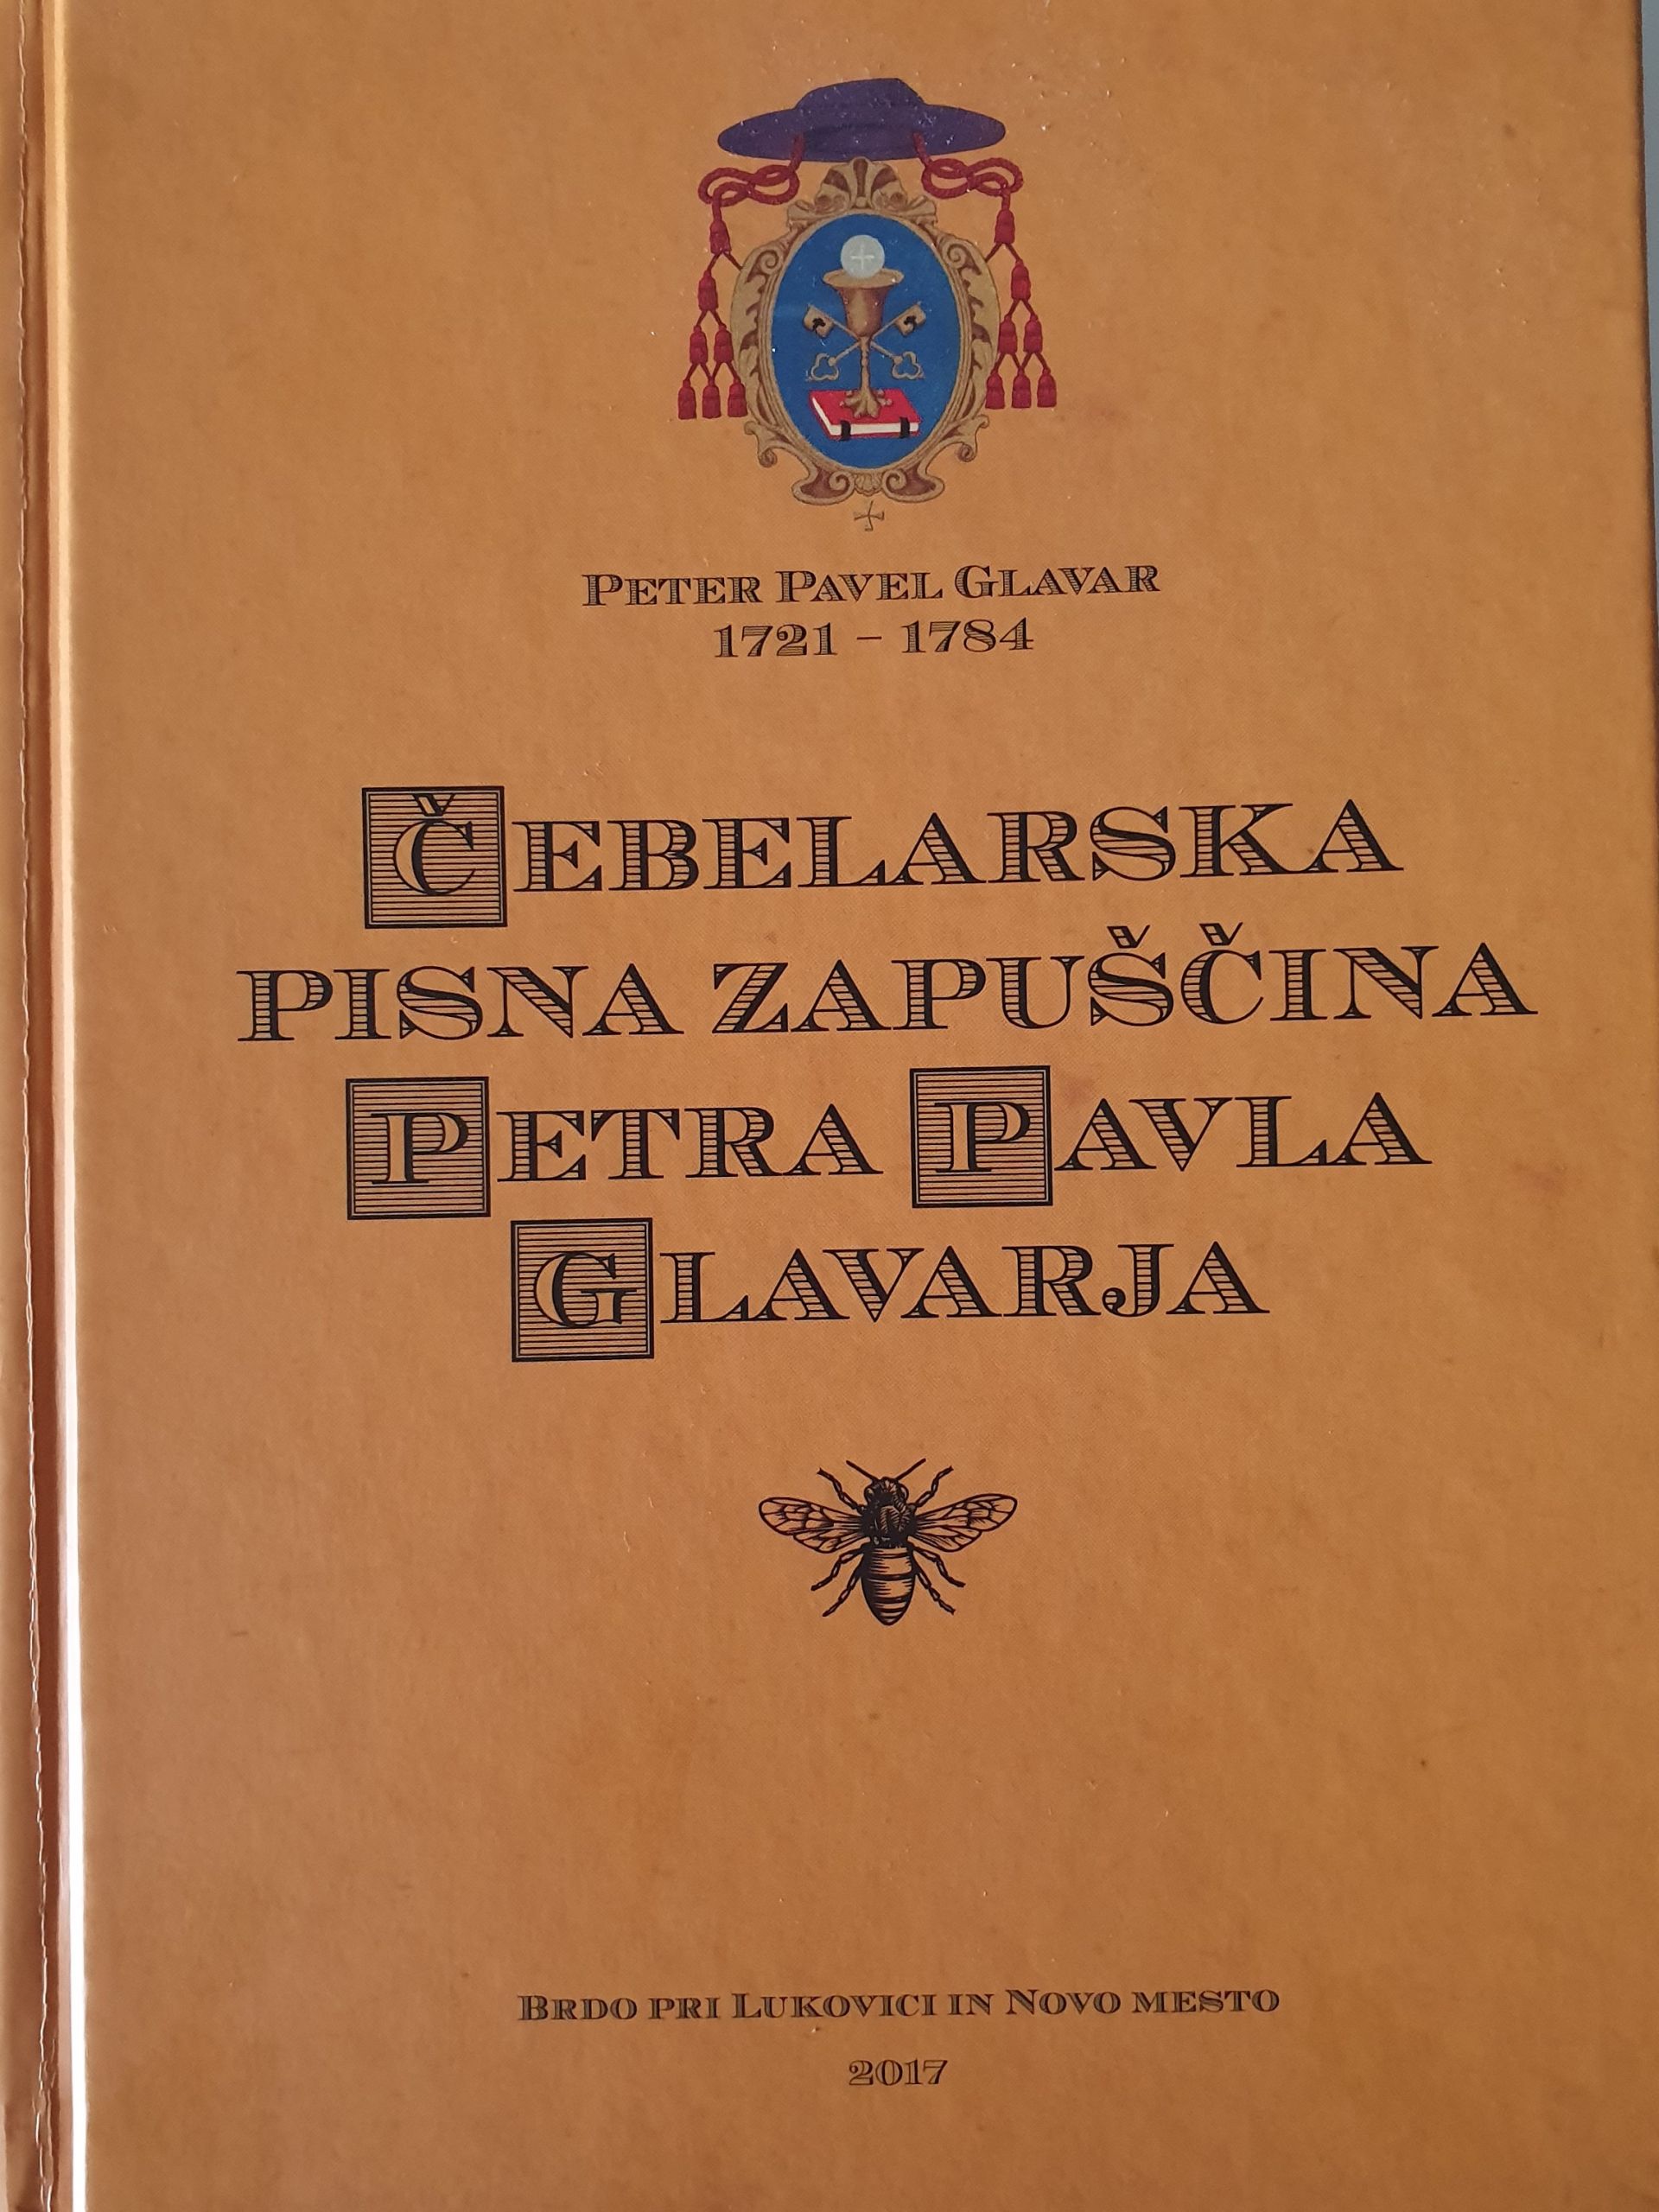 Peter Pavel Glavar
1721 – 1784
Čebelarska
pisna zapuščina
Petra Pavla
Glavarja
Brdo pri Lukovici in Novo mesto
2017